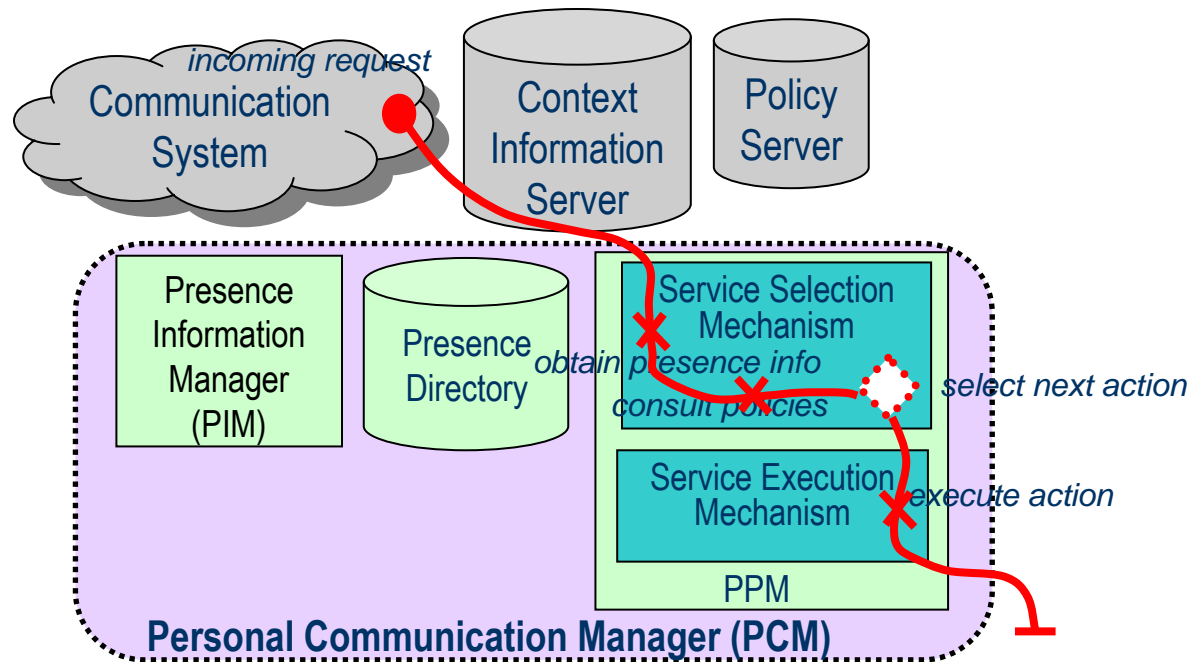 incoming request
Communication
System
Context
Information
Server
Policy
Server
Presence
Information
Manager
(PIM)
Presence
Directory
Service Selection
Mechanism
obtain presence info
consult policies
select next action
Service Execution
Mechanism
execute action
PPM
Personal Communication Manager (PCM)